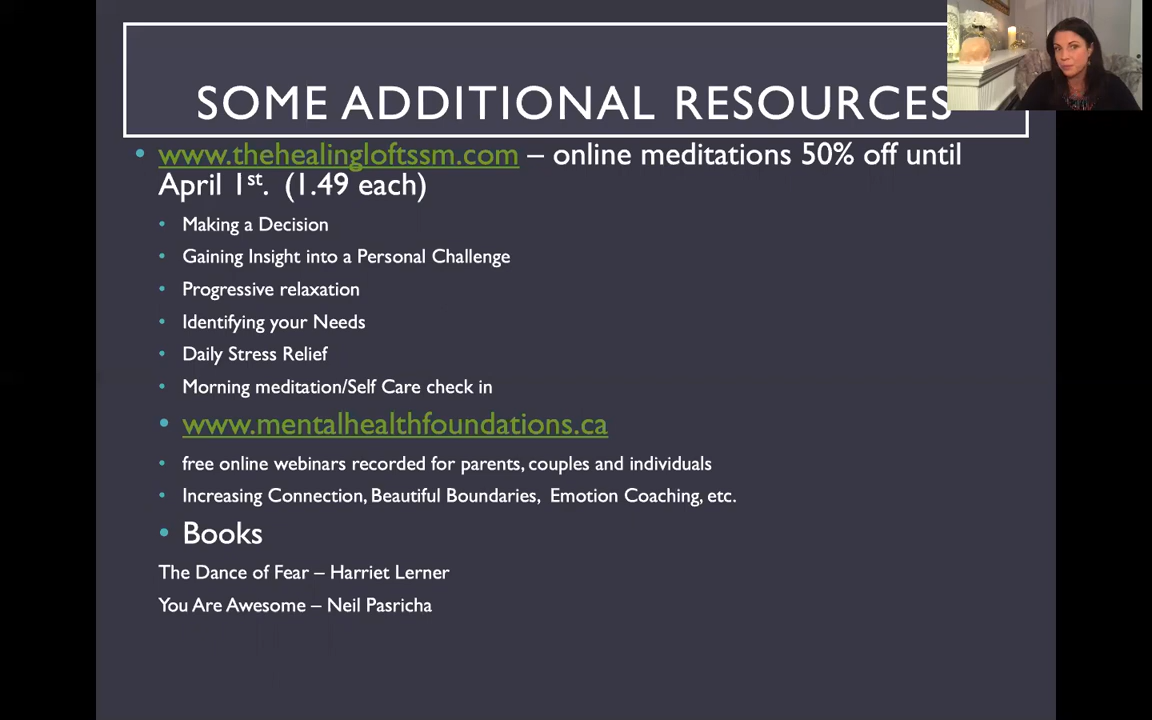 SOME ADDITIONAL RESOURCES
• www.thehealingloftssm.com – online meditations 50% off until
April 1st. (1.49 each)
• Making a Decision
• Gaining Insight into a Personal Challenge
• Progressive relaxation
• Identifying your Needs
• Daily Stress Relief
• Morning meditation/Self Care check in
• www.mentalhealthfoundations.ca
• free online webinars recorded for parents, couples and individuals
• Increasing Connection, Beautiful Boundaries, Emotion Coaching, etc.
• Books
The Dance of Fear – Harriet Lerner
You Are Awesome – Neil Pasricha